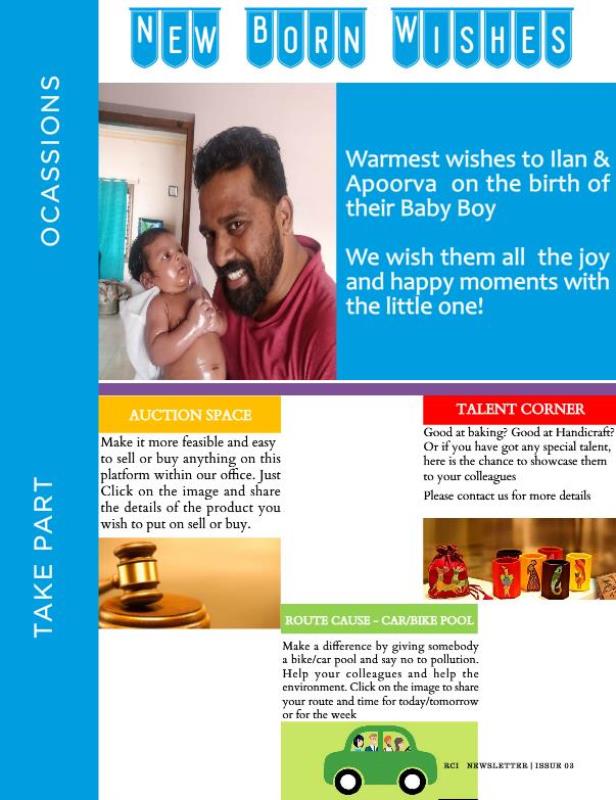 NEW BORN WISHES
OCASSIONS
Warmest wishes to Ilan &
Apoorva on the birth of
their Baby Boy
We wish them all the joy
and happy moments with
the little one!
TAKE PART
AUCTION SPACE
Make it more feasible and easy
to sell or buy anything on this
platform within our office. Just
Click on the image and share
the details of the product you
wish to put on sell or buy.
TALENT CORNER
Good at baking? Good at Handicraft?
Or if you have got any special talent,
here is the chance to showcase them
to your colleagues
Please contact us for more details
ROUTE CAUSE - CAR/BIKE POOL
Make a difference by giving somebody
a bike/car pool and say no to pollution.
Help your colleagues and help the
environment. Click on the image to share
your route and time for today/tomorrow
or for the week
RCI NEWSLETTER | ISSUE 03